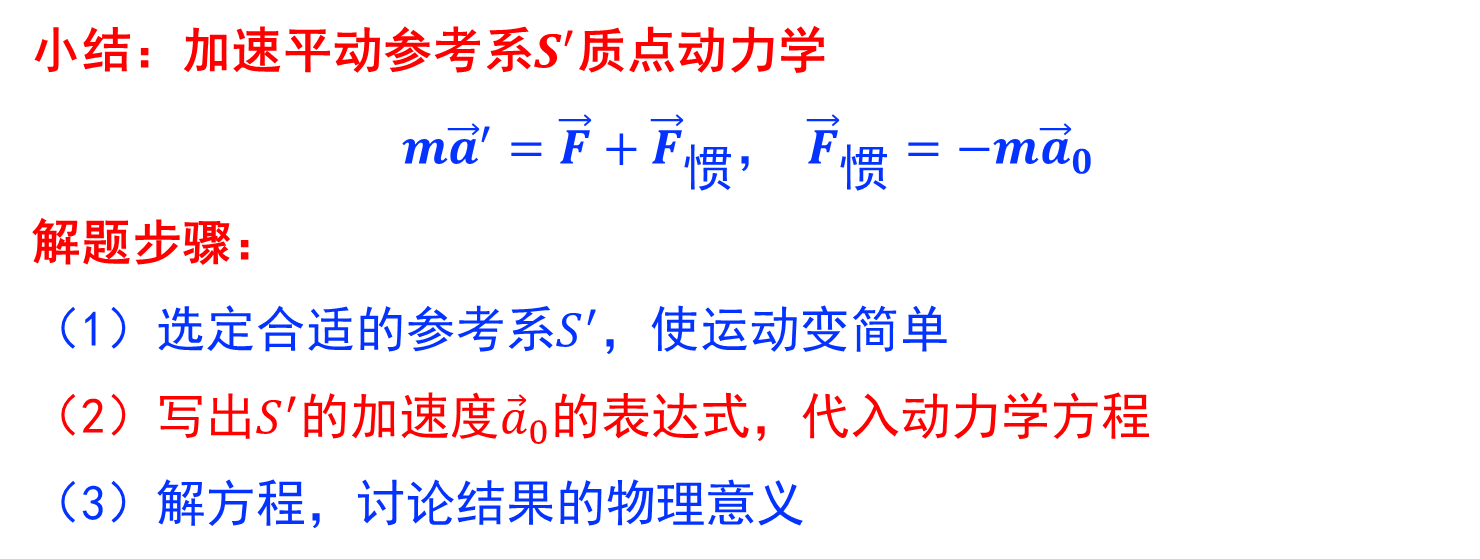 小结：加速平动参考系S′质点动力学
ma⃗′ = F⃗ + F⃗惯， F⃗惯 = −ma⃗₀
解题步骤：
（1）选定合适的参考系S′，使运动变简单
（2）写出S′的加速度a⃗₀的表达式，代入动力学方程
（3）解方程，讨论结果的物理意义